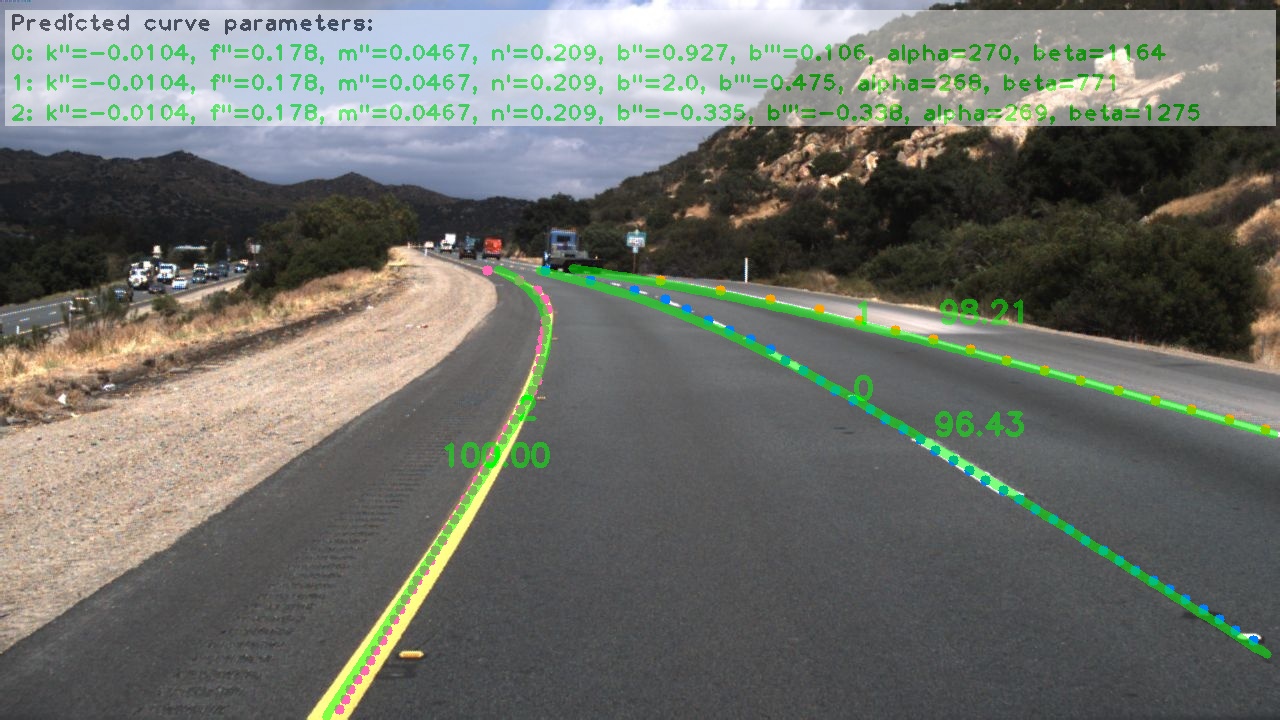 Predicted curve parameters:
0: k''=-0.0104, f''=0.178, m''=0.0467, n'=0.209, b''=0.927, b'''=0.106, alpha=270, beta=1164
1: k''=-0.0104, f''=0.178, m''=0.0467, n'=0.209, b''=2.0, b'''=0.475, alpha=268, beta=771
2: k''=-0.0104, f''=0.178, m''=0.0467, n'=0.209, b''=-0.335, b'''=-0.338, alpha=269, beta=1275
1 98.21
0
96.43
2
100.00